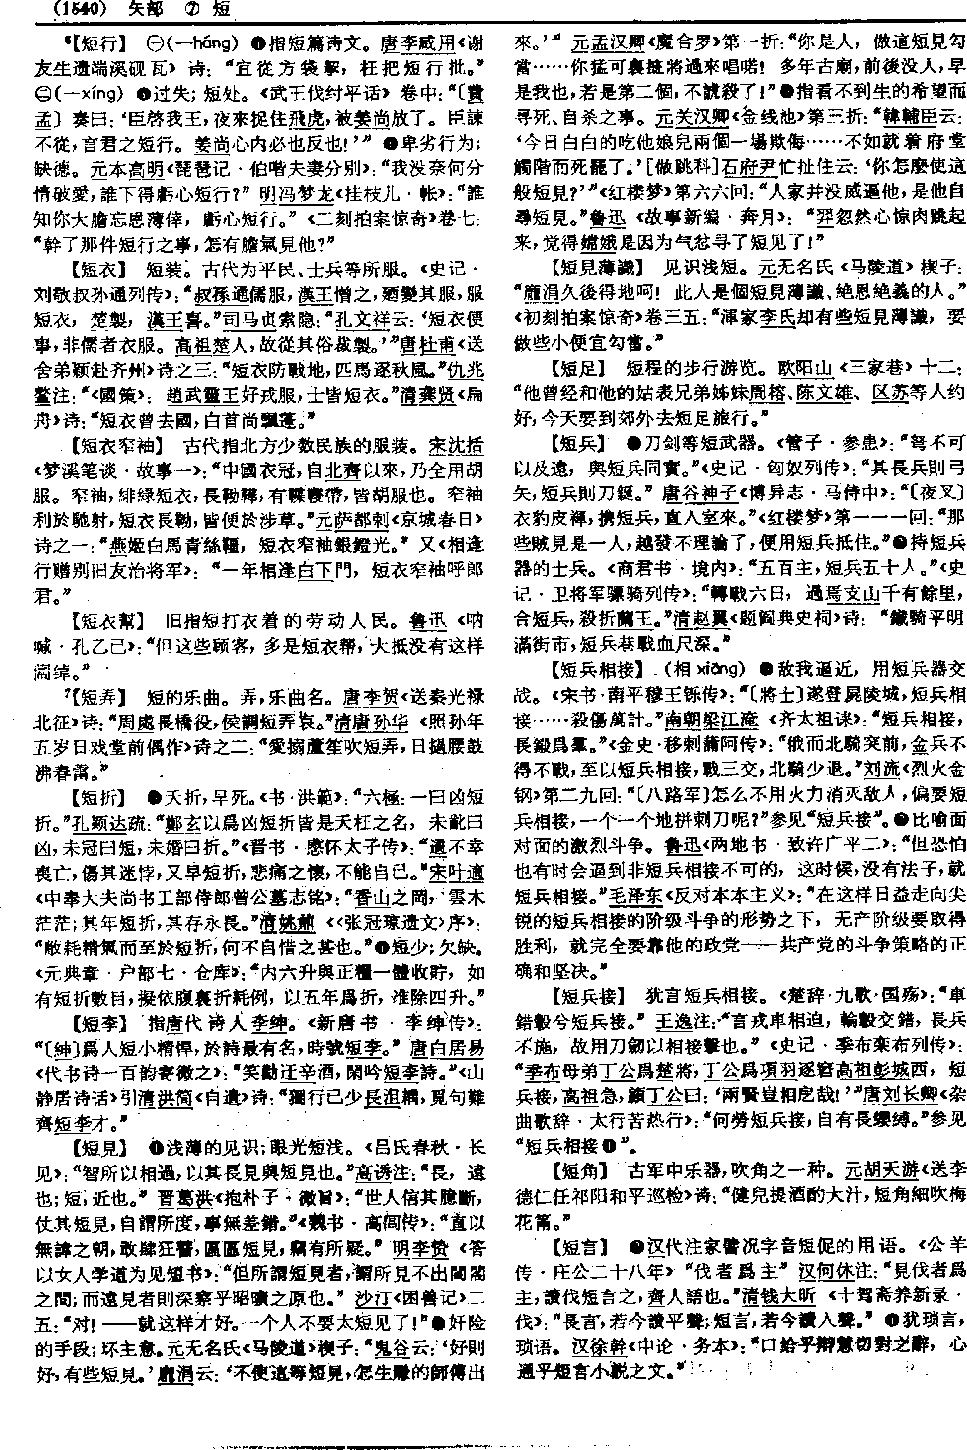 (1540) 矢部 ⑦ 短
⁶【短行】 ㊀(一háng) ❶指短篇诗文。唐李咸用《谢
友生遗端溪砚瓦》诗:“宜從方袋挈,枉把短行批。”
㊁(一xíng) ❶过失;短处。《武王伐纣平话》卷中:“〔費
孟〕奏曰:‘臣啓我王,夜來捉住飛虎,被姜尚放了。臣諫
不從,言君之短行。姜尚心内必也反也!’” ❷卑劣行为;
缺德。元本高明《琵琶记·伯喈夫妻分别》:“我没奈何分
情破愛,誰下得虧心短行?”明冯梦龙《挂枝儿·帐》:“誰
知你大膽忘恩薄倖,虧心短行。”《二刻拍案惊奇》卷七:
“幹了那件短行之事,怎有膽氣見他?”
【短衣】 短装。古代为平民、士兵等所服。《史记·
刘敬叔孙通列传》:“叔孫通儒服,漢王憎之,廼變其服,服
短衣,楚製,漢王喜。”司马贞索隐:“孔文祥云:‘短衣便
事,非儒者衣服。高祖楚人,故從其俗裁製。’”唐杜甫《送
舍弟颖赴齐州》诗之三:“短衣防戰地,匹馬逐秋風。”仇兆
鳌注:“《國策》:趙武靈王好戎服,士皆短衣。”清龚贤《扁
舟》诗:“短衣曾去國,白首尚飄蓬。”
【短衣窄袖】 古代指北方少数民族的服装。宋沈括
《梦溪笔谈·故事一》:“中國衣冠,自北齊以來,乃全用胡
服。窄袖,緋綠短衣,長靿鞾,有鞢䩞帶,皆胡服也。窄袖
利於馳射,短衣長靿,皆便於涉草。”元萨都剌《京城春日》
诗之一:“燕姬白馬青絲韁,短衣窄袖銀鐙光。”又《相逢
行赠别旧友治将军》:“一年相逢白下門,短衣窄袖呼郎
君。”
【短衣幫】 旧指短打衣着的劳动人民。鲁迅《呐
喊·孔乙己》:“但这些顾客,多是短衣帮,大抵没有这样
阔绰。”
⁷【短弄】 短的乐曲。弄,乐曲名。唐李贺《送秦光禄
北征》诗:“周處長橋役,侯調短弄哀。”清唐孙华《照孙年
五岁日戏堂前偶作》诗之二:“愛搦蘆笙吹短弄,日撾腰鼓
沸春雷。”
【短折】 ❶夭折,早死。《书·洪範》:“六極:一曰凶短
折。”孔颖达疏:“鄭玄以爲凶短折皆是夭枉之名,未齔曰
凶,未冠曰短,未婚曰折。”《晋书·愍怀太子传》:“遹不幸
喪亡,傷其迷悖,又早短折,悲痛之懷,不能自已。”宋叶適
《中奉大夫尚书工部侍郎曾公墓志铭》:“香山之岡,雲木
茫茫;其年短折,其存永長。”清姚鼐《〈张冠琼遗文〉序》:
“敝耗精氣而至於短折,何不自惜之甚也。”❷短少;欠缺。
《元典章·户部七·仓库》:“内六升與正糧一體收貯,如
有短折數目,擬依腹裏折耗例,以五年爲折,准除四升。”
【短李】 指唐代诗人李绅。《新唐书·李绅传》:
“〔紳〕爲人短小精悍,於詩最有名,時號短李。”唐白居易
《代书诗一百韵寄微之》:“笑勸迂辛酒,閑吟短李詩。”《山
静居诗话》引清洪简《自遣》诗:“獨行已少長沮耦,覓句難
齊短李才。”
【短見】 ❶浅薄的见识;眼光短浅。《吕氏春秋·长
见》:“智所以相過,以其長見與短見也。”高诱注:“長,遠
也;短,近也。”晋葛洪《抱朴子·微旨》:“世人信其臆斷,
仗其短見,自謂所度,事無差錯。”《魏书·高闾传》:“直以
無諱之朝,敢肆狂瞽,區區短見,竊有所疑。”明李贽《答
以女人学道为见短书》:“但所謂短見者,謂所見不出閨閣
之間;而遠見者則深察乎昭曠之原也。”沙汀《困兽记》二
五:“对!——就这样才好。一个人不要太短见了!”❷奸险
的手段;坏主意。元无名氏《马陵道》楔子:“鬼谷云:‘好則
好,有些短見。’龐涓云:‘不使這等短見,怎生賺的師傅出
來。’”元孟汉卿《魔合罗》第一折:“你是人,做這短見勾
當……你猛可裏撞將過來唱喏!多年古廟,前後没人,早
是我也,若是第二個,不諕殺了!”❸指看不到生的希望而
寻死、自杀之事。元关汉卿《金线池》第三折:“韓輔臣云:
‘今日白白的吃他娘兒兩個一場欺侮……不如就着府堂
觸階而死罷了。’[做跳科]石府尹忙扯住云:‘你怎麼使這
般短見?’”《红楼梦》第六六回:“人家并没威逼他,是他自
尋短見。”鲁迅《故事新编·奔月》:“羿忽然心惊肉跳起
来,觉得嫦娥是因为气忿寻了短见了!”
【短見薄識】 见识浅短。元无名氏《马陵道》楔子:
“龐涓久後得地呵!此人是個短見薄識、絶恩絶義的人。”
《初刻拍案惊奇》卷三五:“渾家李氏却有些短見薄識,要
做些小便宜勾當。”
【短足】 短程的步行游览。欧阳山《三家巷》十二:
“他曾经和他的姑表兄弟姊妹周榕、陈文雄、区苏等人约
好,今天要到郊外去短足旅行。”
【短兵】 ❶刀剑等短武器。《管子·参患》:“弩不可
以及遠,與短兵同實。”《史记·匈奴列传》:“其長兵則弓
矢,短兵則刀鋋。”唐谷神子《博异志·马侍中》:“〔夜叉〕
衣豹皮褌,携短兵,直入室來。”《红楼梦》第一一一回:“那
些贼見是一人,越發不理論了,便用短兵抵住。”❷持短兵
器的士兵。《商君书·境内》:“五百主,短兵五十人。”《史
记·卫将军骠骑列传》:“轉戰六日,過焉支山千有餘里,
合短兵,殺折蘭王。”清赵翼《题阎典史祠》诗:“鐵騎平明
滿街市,短兵巷戰血尺深。”
【短兵相接】 (相xiāng) ❶敌我逼近,用短兵器交
战。《宋书·南平穆王铄传》:“〔將士〕遂登屍陵城,短兵相
接……殺傷萬計。”南朝梁江淹《齐太祖诔》:“短兵相接,
長鎩爲羣。”《金史·移剌蒲阿传》:“俄而北騎突前,金兵不
得不戰,至以短兵相接,戰三交,北騎少退。”刘流《烈火金
钢》第二九回:“〔八路军〕怎么不用火力消灭敌人,偏要短
兵相接,一个一个地拼刺刀呢?”参见“短兵接”。❷比喻面
对面的激烈斗争。鲁迅《两地书·致许广平二》:“但恐怕
也有时会逼到非短兵相接不可的,这时候,没有法子,就
短兵相接。”毛泽东《反对本本主义》:“在这样日益走向尖
锐的短兵相接的阶级斗争的形势之下,无产阶级要取得
胜利,就完全要靠他的政党——共产党的斗争策略的正
确和坚决。”
【短兵接】 犹言短兵相接。《楚辞·九歌·国殇》:“車
錯轂兮短兵接。”王逸注:“言戎車相迫,輪轂交錯,長兵
不施,故用刀劒以相接擊也。”《史记·季布栾布列传》:
“季布母弟丁公爲楚將,丁公爲項羽逐窘高祖彭城西,短
兵接,高祖急,顧丁公曰:‘兩賢豈相戹哉!’”唐刘长卿《杂
曲歌辞·太行苦热行》:“何勞短兵接,自有長纓縛。”参见
“短兵相接❶”。
【短角】 古军中乐器,吹角之一种。元胡天游《送李
德仁任祁阳和平巡检》诗:“健兒提酒酌大汁,短角細吹梅
花當。”
【短言】 ❶汉代注家譬况字音短促的用语。《公羊
传·庄公二十八年》“伐者爲主”汉何休注:“見伐者爲
主,讀伐短言之,齊人語也。”清钱大昕《十驾斋养新录·
伐》:“長言,若今讀平聲;短言,若今讀入聲。”❷犹琐言,
琐语。汉徐幹《中论·务本》:“口給乎辯慧切對之辭,心
通乎短言小説之文。”